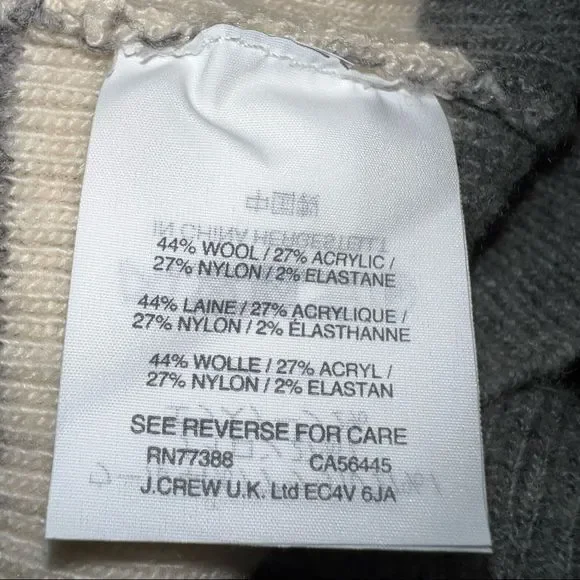 44% WOOL / 27% ACRYLIC /
27% NYLON / 2% ELASTANE
44% LAINE / 27% ACRYLIQUE /
27% NYLON / 2% ÉLASTHANNE
44% WOLLE / 27% ACRYL /
27% NYLON / 2% ELASTAN
SEE REVERSE FOR CARE
RN77388 CA56445
J.CREW U.K. Ltd EC4V 6JA